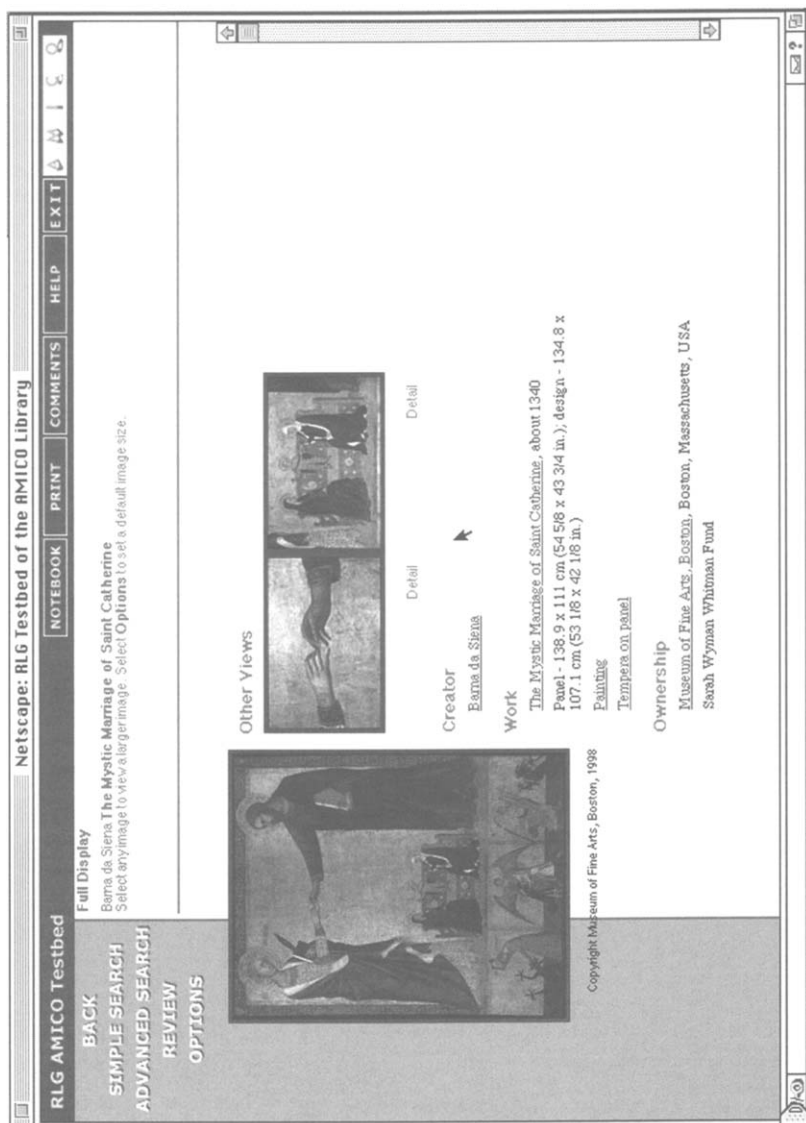 Netscape: RLG Testbed of the AMICO Library
RLG AMICO Testbed
NOTEBOOK PRINT COMMENTS HELP EXIT
BACK
SIMPLE SEARCH
ADVANCED SEARCH
REVIEW
OPTIONS
Full Display
Barna da Siena The Mystic Marriage of Saint Catherine
Select any image to view a larger image. Select Options to set a default image size.
Copyright Museum of Fine Arts, Boston, 1998
Other Views
Detail Detail
Creator
Barna da Siena
Work
The Mystic Marriage of Saint Catherine, about 1340
Panel - 138.9 x 111 cm (54 5/8 x 43 3/4 in.); design - 134.8 x
107.1 cm (53 1/8 x 42 1/8 in.)
Painting
Tempera on panel
Ownership
Museum of Fine Arts, Boston, Boston, Massachusetts, USA
Sarah Wyman Whitman Fund
?